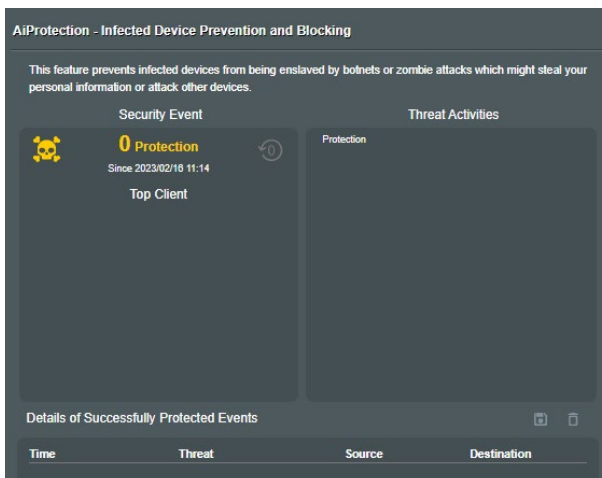 AiProtection - Infected Device Prevention and Blocking
This feature prevents infected devices from being enslaved by botnets or zombie attacks which might steal your
personal information or attack other devices.
Security Event
Threat Activities
0 Protection
0
Since 2023/02/16 11:14
Top Client
Protection
Details of Successfully Protected Events
Time Threat Source Destination